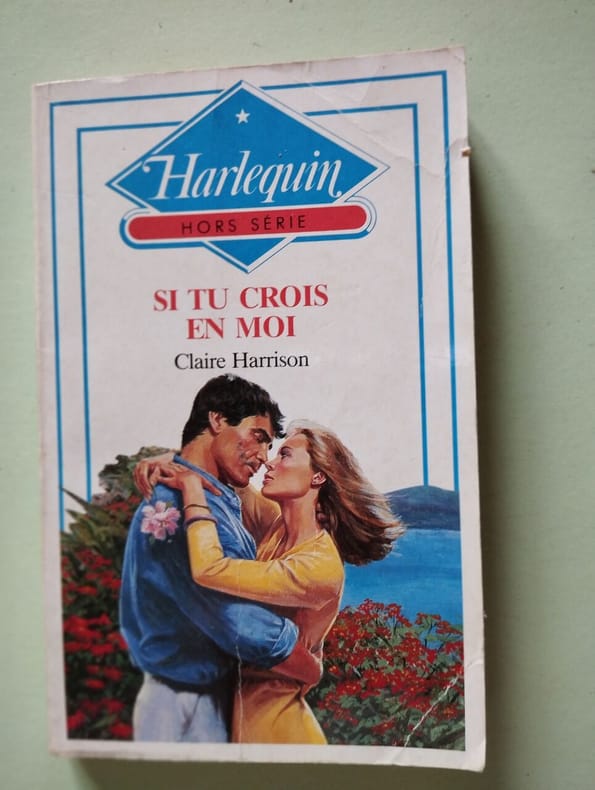 Harlequin
HORS SÉRIE
SI TU CROIS
EN MOI
Claire Harrison